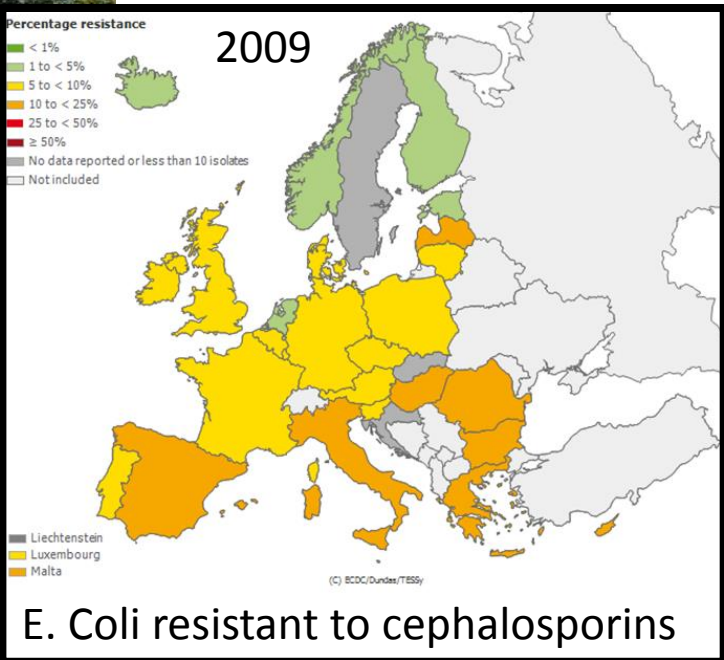 Percentage resistance
2009
< 1%
1 to < 5%
5 to < 10%
10 to < 25%
25 to < 50%
≥ 50%
No data reported or less than 10 isolates
Not included
Liechtenstein
Luxembourg
Malta
(C) ECDC/Dundas/TESSy
E. Coli resistant to cephalosporins